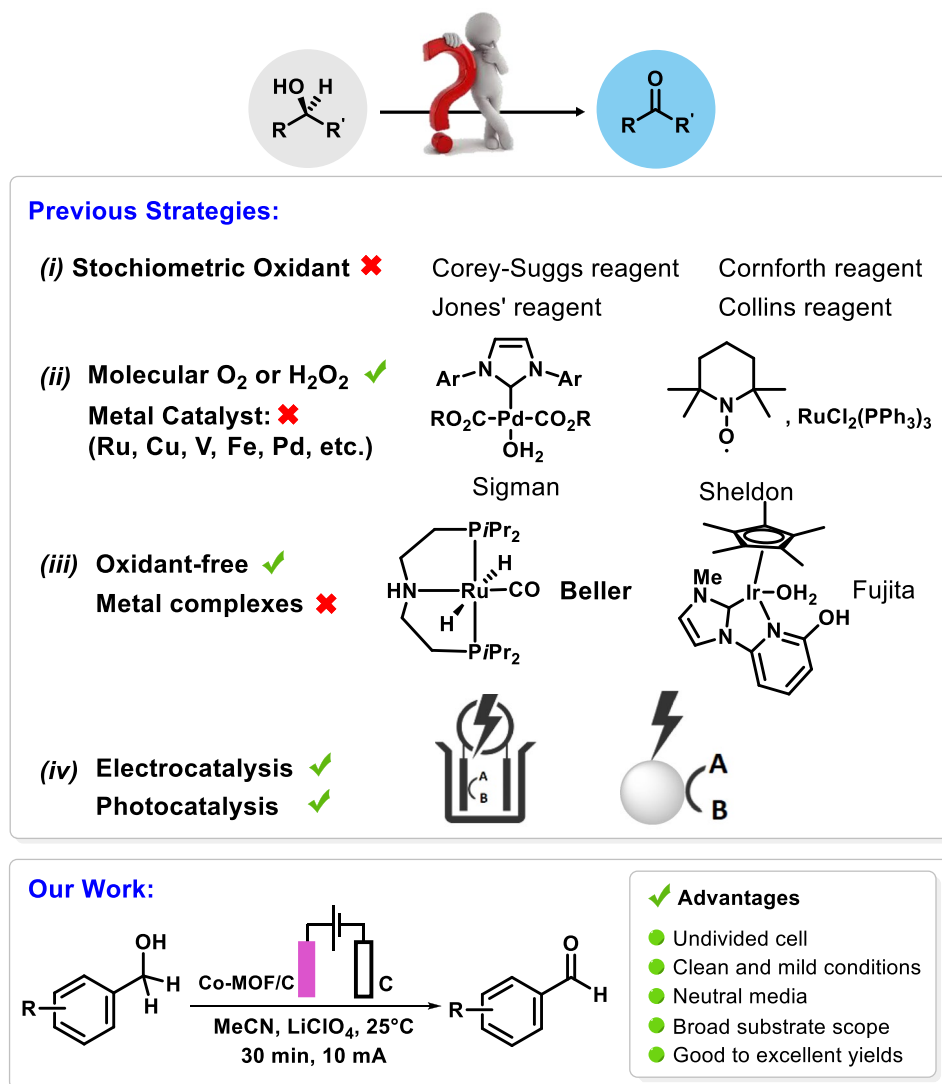 HO H
R R'
O
R R'
Previous Strategies:
(i) Stochiometric Oxidant
Corey-Suggs reagent Cornforth reagent
Jones' reagent Collins reagent
(ii) Molecular O₂ or H₂O₂
Metal Catalyst:
(Ru, Cu, V, Fe, Pd, etc.)
N N
Ar Ar
RO₂C-Pd-CO₂R
OH₂
Sigman
N
O
, RuCl₂(PPh₃)₃
Sheldon
(iii) Oxidant-free
Metal complexes
PiPr₂
H
HN Ru CO
H
PiPr₂
Beller
Me
N Ir OH₂
N N OH
Fujita
(iv) Electrocatalysis
Photocatalysis
A
B
A
B
Our Work:
OH
H
H
R
Co-MOF/C C
MeCN, LiClO₄, 25°C
30 min, 10 mA
O
H
R
Advantages
Undivided cell
Clean and mild conditions
Neutral media
Broad substrate scope
Good to excellent yields